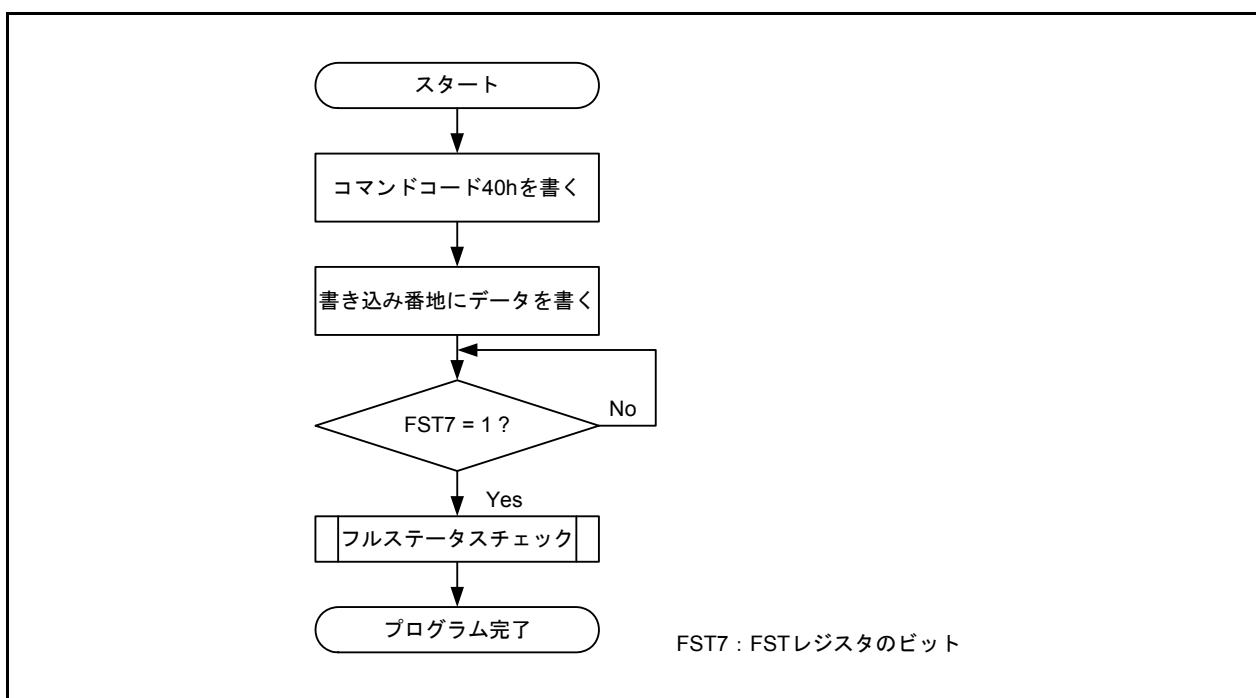 スタート
コマンドコード40hを書く
書き込み番地にデータを書く
FST7 = 1 ?
No
Yes
フルステータスチェック
プログラム完了
FST7：FSTレジスタのビット